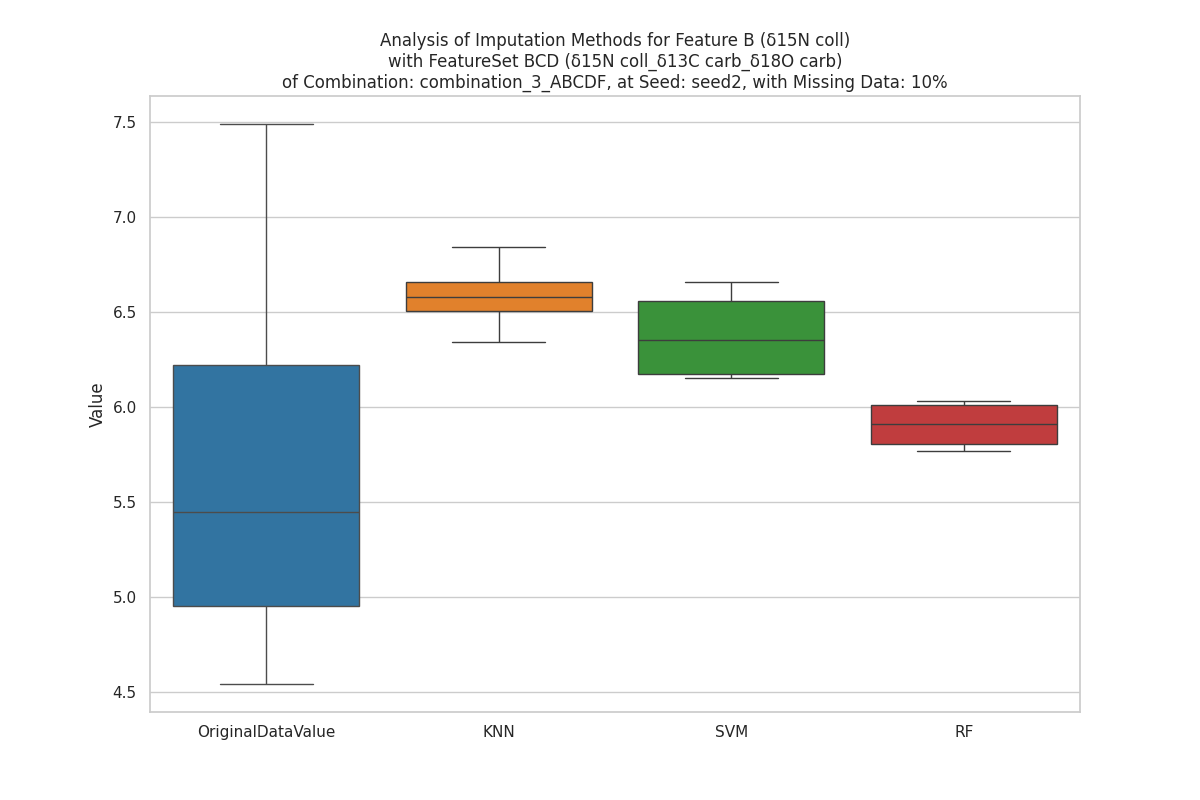 Analysis of Imputation Methods for Feature B (δ15N coll)
with FeatureSet BCD (δ15N coll_δ13C carb_δ18O carb)
of Combination: combination_3_ABCDF, at Seed: seed2, with Missing Data: 10%
7.5
7.0
6.5
6.0
5.5
5.0
4.5
Value
OriginalDataValue
KNN
SVM
RF